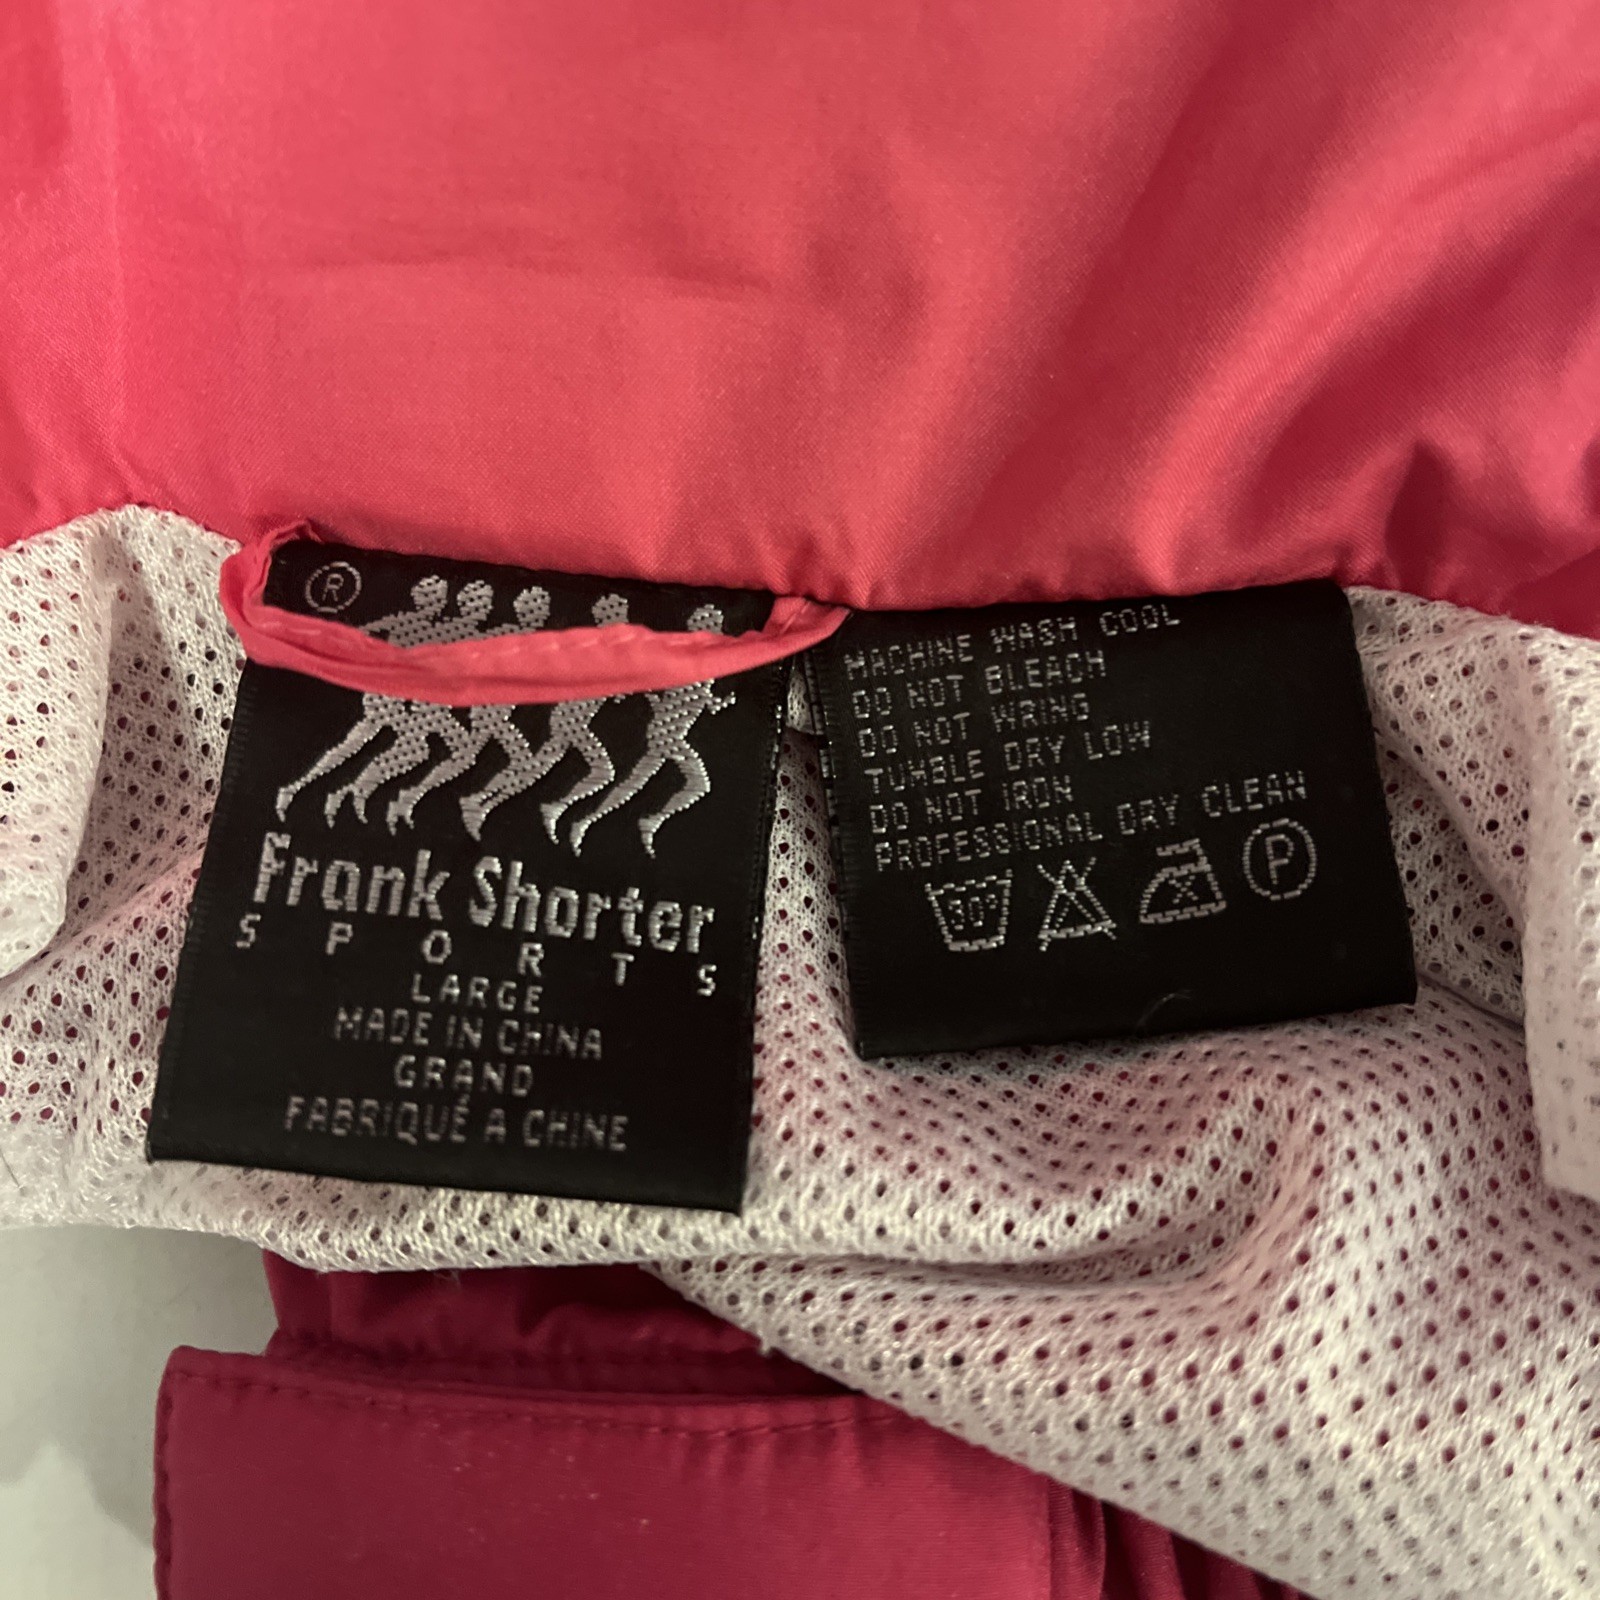 ®
Frank Shorter
SPORTS
LARGE
MADE IN CHINA
GRAND
FABRIQUÉ A CHINE
MACHINE WASH COOL
DO NOT BLEACH
DO NOT WRING
TUMBLE DRY LOW
DO NOT IRON
PROFESSIONAL DRY CLEAN
30° P